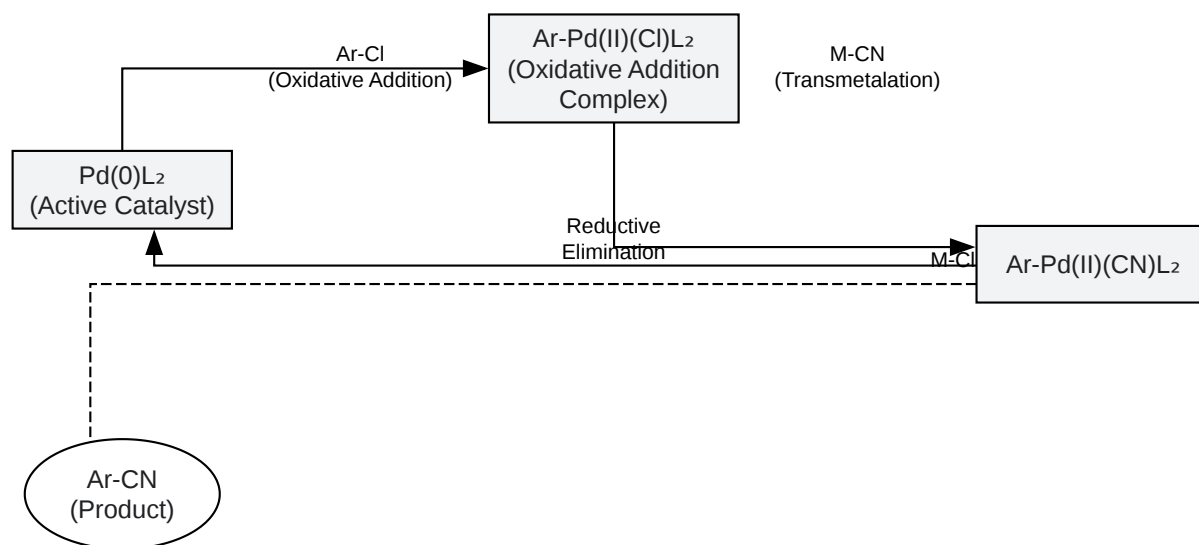 Ar-Cl
(Oxidative Addition)
Ar-Pd(II)(Cl)L₂
(Oxidative Addition
Complex)
M-CN
(Transmetalation)
Pd(0)L₂
(Active Catalyst)
Reductive
Elimination
M-Cl
Ar-Pd(II)(CN)L₂
Ar-CN
(Product)